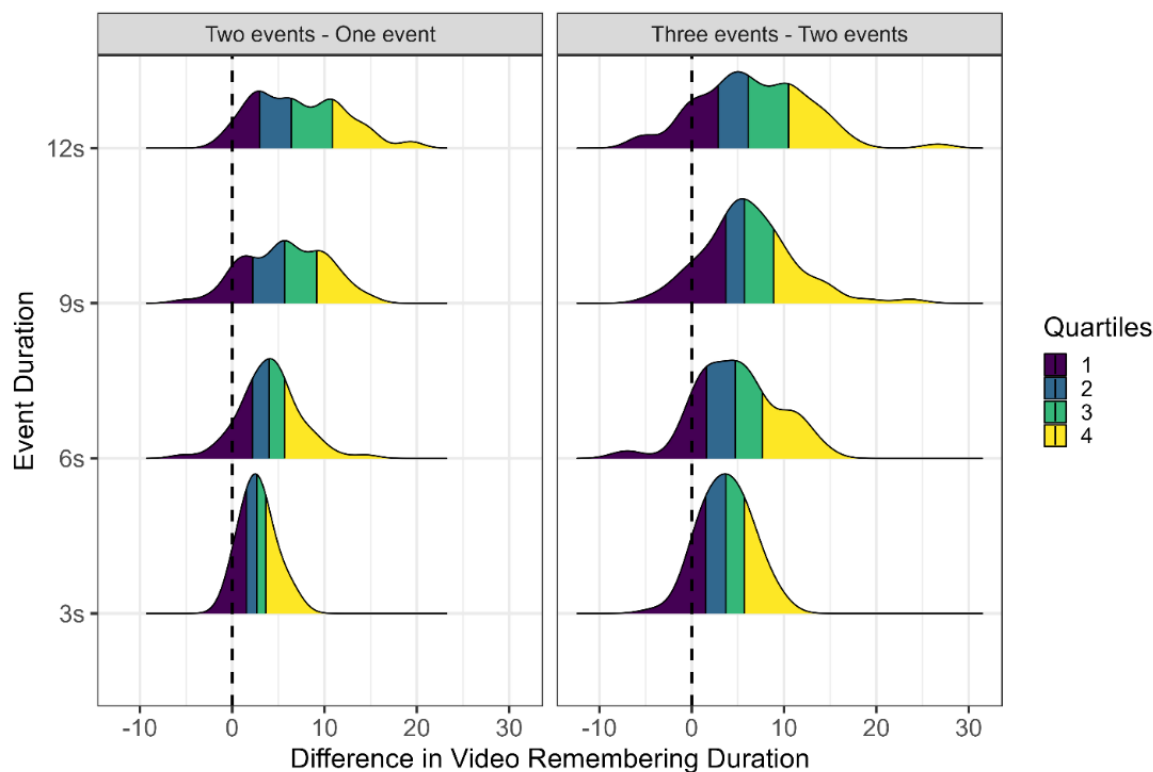 Two events - One event
Three events - Two events
Event Duration
12s
9s
6s
3s
-10 0 10 20 30
-10 0 10 20 30
Difference in Video Remembering Duration
Quartiles
1
2
3
4